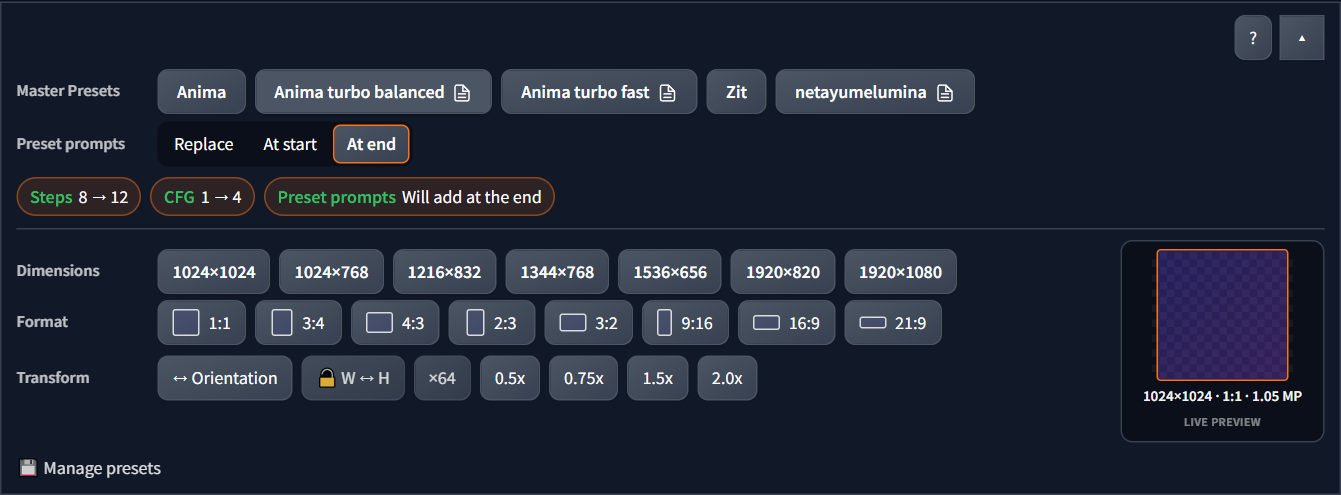 ?
▲
Master Presets Anima Anima turbo balanced Anima turbo fast Zit netayumelumina
Preset prompts Replace At start At end
Steps 8 → 12 CFG 1 → 4 Preset prompts Will add at the end
Dimensions 1024×1024 1024×768 1216×832 1344×768 1536×656 1920×820 1920×1080
Format 1:1 3:4 4:3 2:3 3:2 9:16 16:9 21:9
Transform ↔ Orientation W ↔ H ×64 0.5x 0.75x 1.5x 2.0x
1024×1024 · 1:1 · 1.05 MP
LIVE PREVIEW
Manage presets